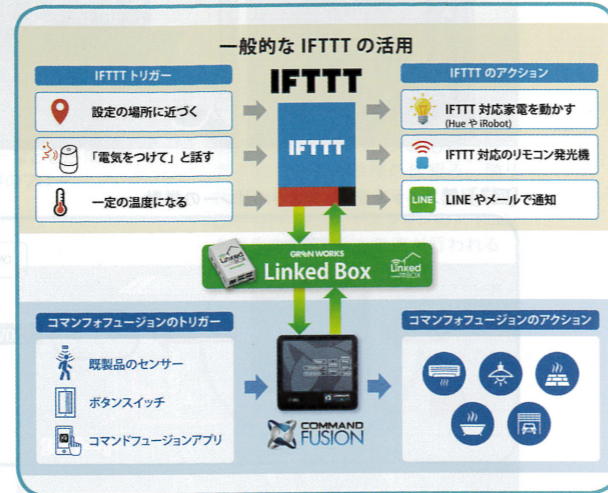 一般的な IFTTT の活用
IFTTT トリガー
IFTTT
IFTTT のアクション
設定の場所に近づく
IFTTT 対応家電を動かす
(Hue や iRobot)
「電気をつけて」と話す
IFTTT
IFTTT 対応のリモコン発光機
一定の温度になる
LINE
LINE やメールで通知
GREEN WORKS
Linked Box
Linked
BOX
コマンフォフュージョンのトリガー
コマンフォフュージョンのアクション
既製品のセンサー
ボタンスイッチ
コマンドフュージョンアプリ
COMMAND
FUSION